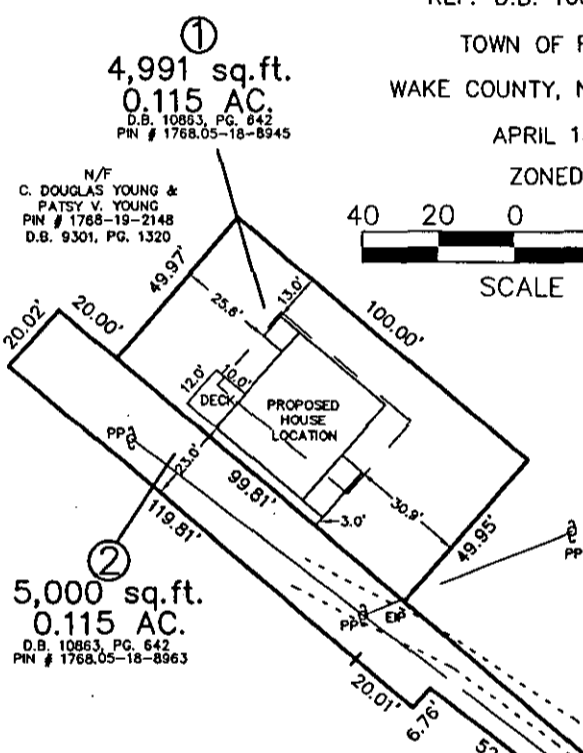 REF. D.B.
TOWN OF
WAKE COUNTY,
APRIL
ZONED
①
4,991 sq.ft.
0.115 AC.
D.B. 10863, PG. 642
PIN # 1768.05-18-8945
N/F
C. DOUGLAS YOUNG &
PATSY V. YOUNG
PIN # 1768-19-2148
D.B. 9301, PG. 1320
40 20 0
SCALE
49.97'
25.6'
13.0'
100.00'
20.02'
20.00'
12.0'
10.0'
DECK
PROPOSED
HOUSE
LOCATION
PP
23.0'
99.81'
3.0'
30.9'
49.95'
PP
119.81'
②
5,000 sq.ft.
0.115 AC.
D.B. 10863, PG. 642
PIN # 1768.05-18-8963
PP
EIP
20.01'
6.76'